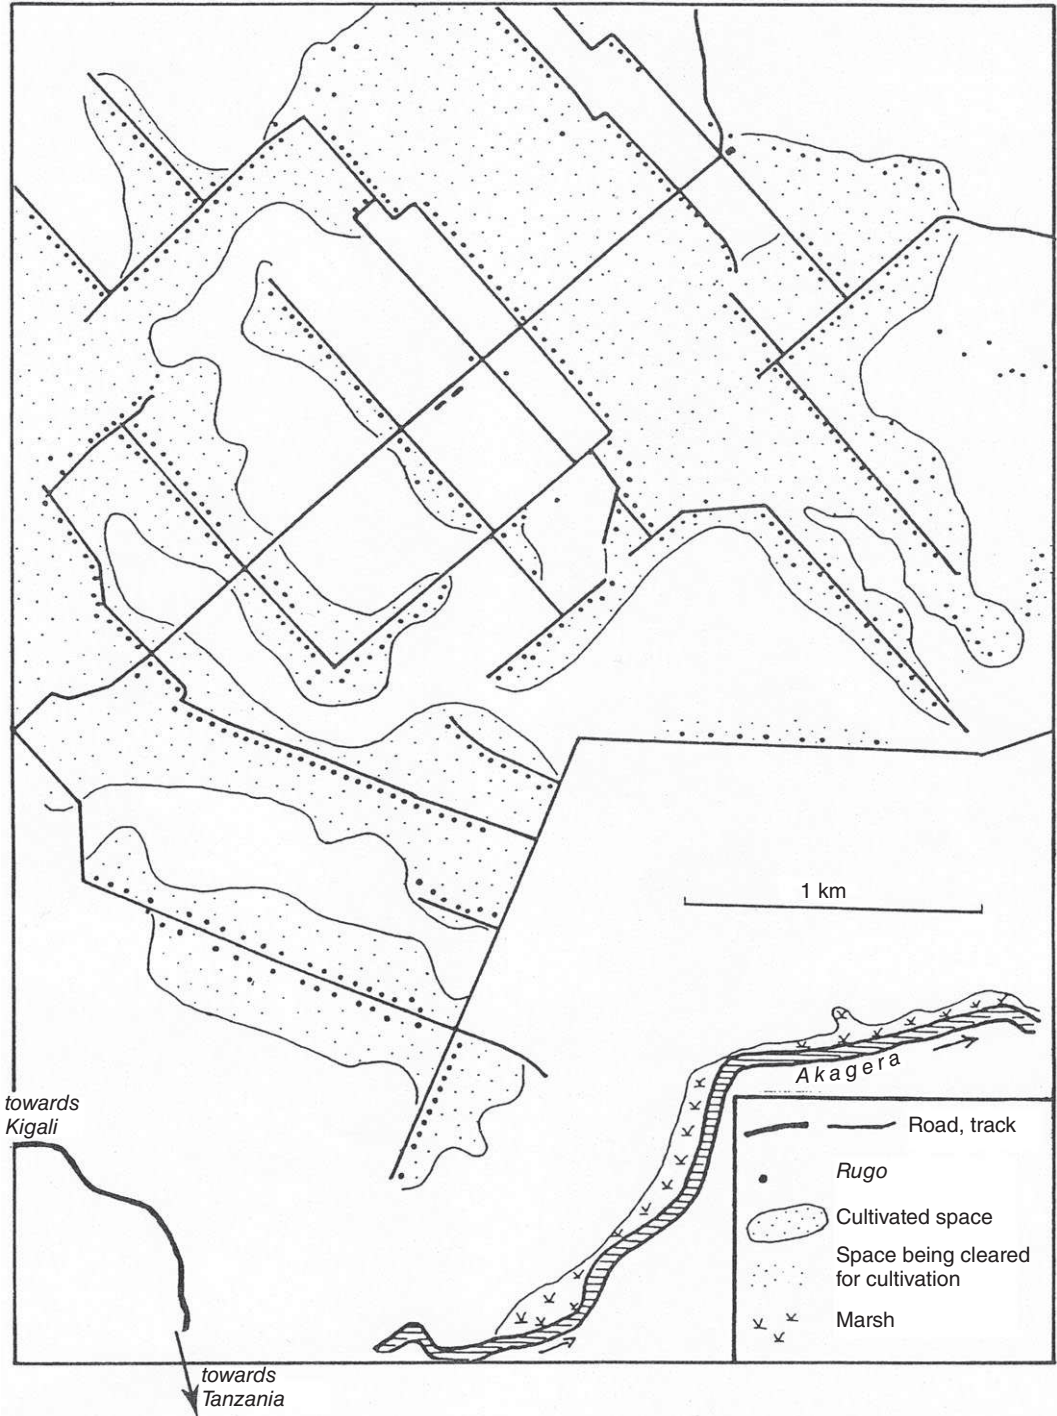 1 km
Akagera
towards
Kigali
Road, track
Rugo
Cultivated space
Space being cleared
for cultivation
Marsh
towards
Tanzania